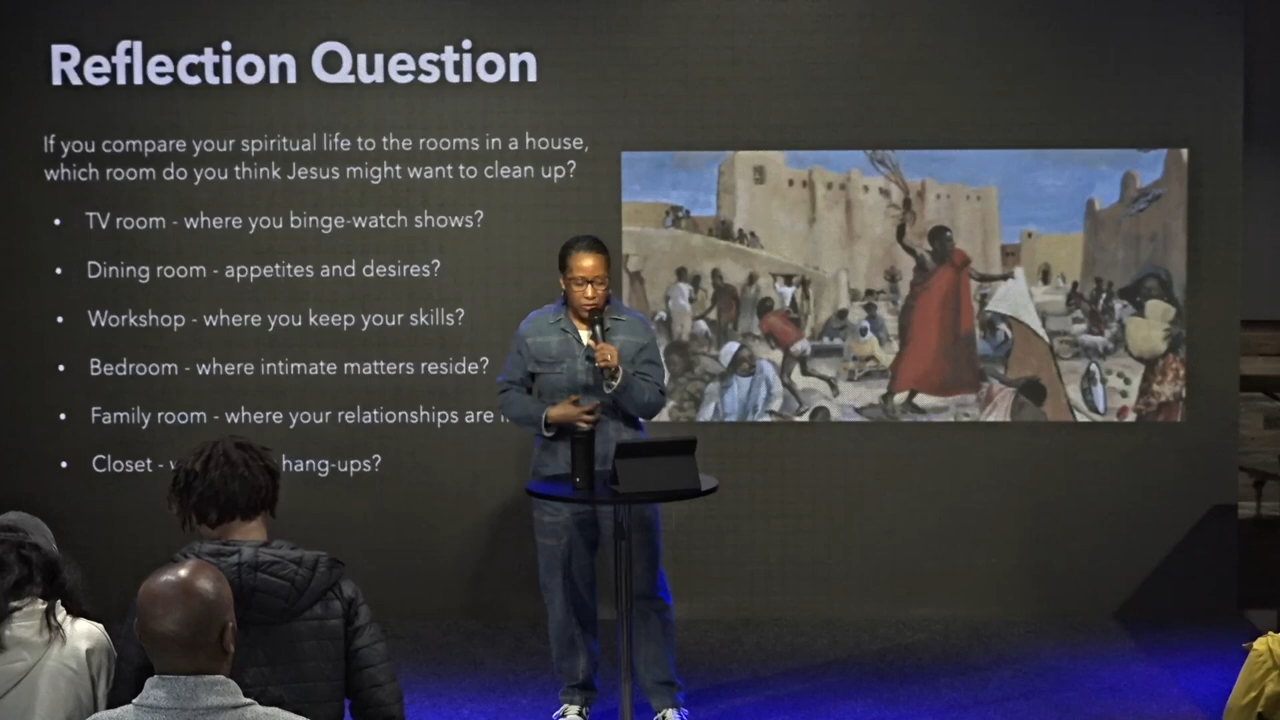 Reflection Question
If you compare your spiritual life to the rooms in a house,
which room do you think Jesus might want to clean up?
• TV room - where you binge-watch shows?
• Dining room - appetites and desires?
• Workshop - where you keep your skills?
• Bedroom - where intimate matters reside?
• Family room - where your relationships are
• Closet - hang-ups?